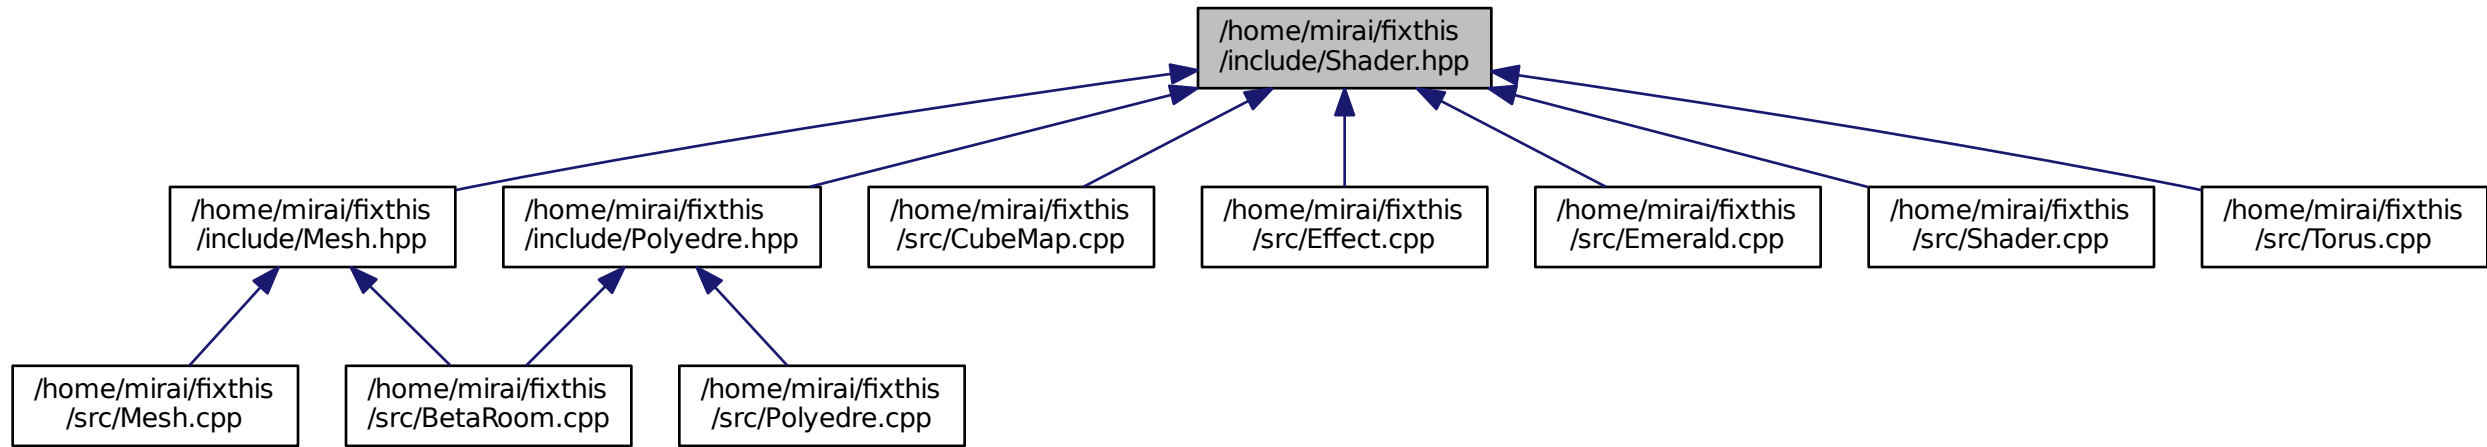 /home/mirai/fixthis
/include/Shader.hpp
/home/mirai/fixthis
/include/Mesh.hpp
/home/mirai/fixthis
/include/Polyedre.hpp
/home/mirai/fixthis
/src/CubeMap.cpp
/home/mirai/fixthis
/src/Effect.cpp
/home/mirai/fixthis
/src/Emerald.cpp
/home/mirai/fixthis
/src/Shader.cpp
/home/mirai/fixthis
/src/Torus.cpp
/home/mirai/fixthis
/src/Mesh.cpp
/home/mirai/fixthis
/src/BetaRoom.cpp
/home/mirai/fixthis
/src/Polyedre.cpp